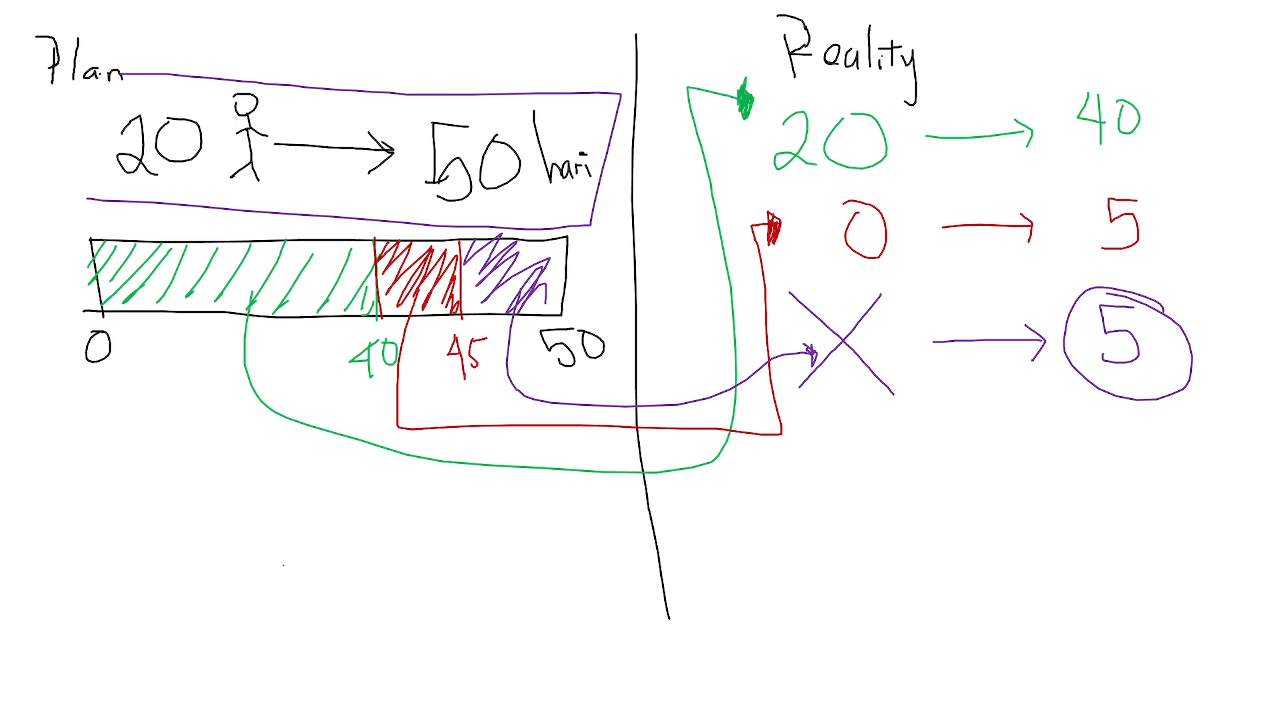 Plan
20 → 50 hari
0 40 45 50
Reality
20 → 40
0 → 5
X → 5